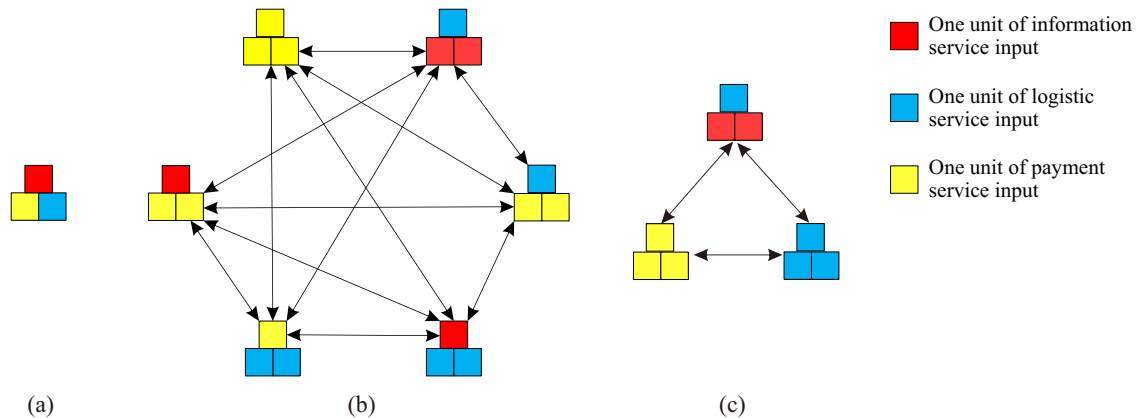 One unit of information
service input
One unit of logistic
service input
One unit of payment
service input
(a)
(b)
(c)